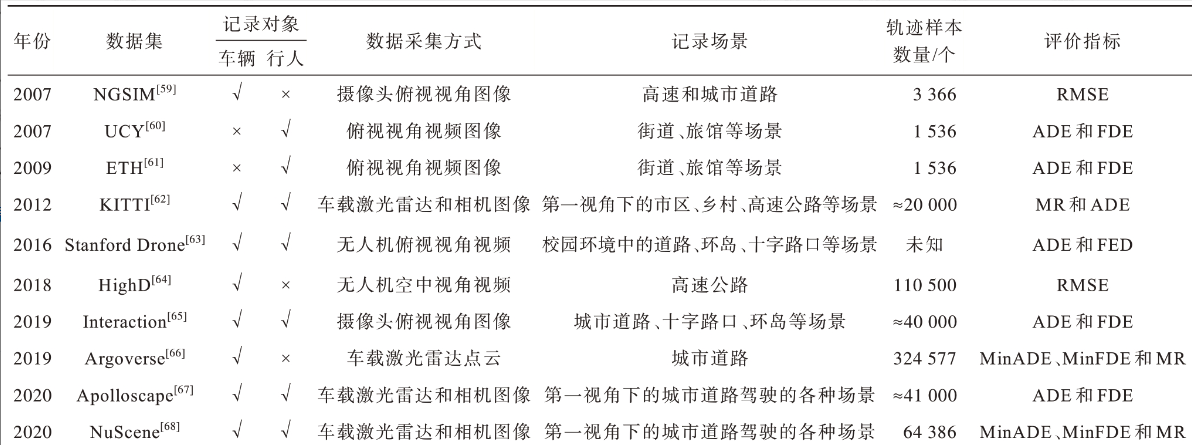 年份 数据集 记录对象 数据采集方式 记录场景 轨迹样本数量/个 评价指标
车辆 行人
2007 NGSIM[59] √ × 摄像头俯视视角图像 高速和城市道路 3 366 RMSE
2007 UCY[60] × √ 俯视视角视频图像 街道、旅馆等场景 1 536 ADE 和 FDE
2009 ETH[61] × √ 俯视视角视频图像 街道、旅馆等场景 1 536 ADE 和 FDE
2012 KITTI[62] √ √ 车载激光雷达和相机图像 第一视角下的市区、乡村、高速公路等场景 ≈20 000 MR 和 ADE
2016 Stanford Drone[63] √ √ 无人机俯视视角视频 校园环境中的道路、环岛、十字路口等场景 未知 ADE 和 FED
2018 HighD[64] √ × 无人机空中视角视频 高速公路 110 500 RMSE
2019 Interaction[65] √ √ 摄像头俯视视角图像 城市道路、十字路口、环岛等场景 ≈40 000 ADE 和 FDE
2019 Argoverse[66] √ × 车载激光雷达点云 城市道路 324 577 MinADE、MinFDE 和 MR
2020 Apolloscape[67] √ √ 车载激光雷达和相机图像 第一视角下的城市道路驾驶的各种场景 ≈41 000 ADE 和 FDE
2020 NuScene[68] √ √ 车载激光雷达和相机图像 第一视角下的城市道路驾驶的各种场景 64 386 MinADE、MinFDE 和 MR